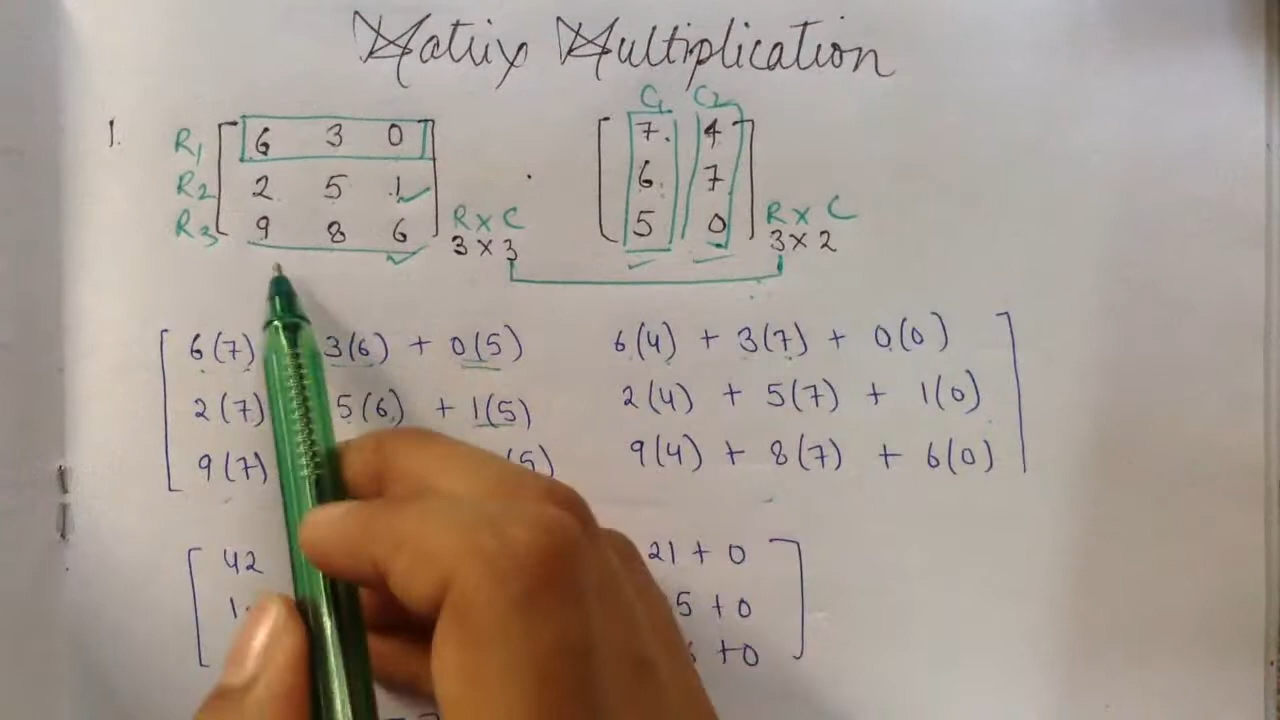 Matrix Multiplication
C1 C2
1. R1 6 3 0 7 4
R2 2 5 1 6 7
R3 9 8 6 5 0
R x C R x C
3 x 3 3 x 2
6(7) 3(6) + 0(5) 6(4) + 3(7) + 0(0)
2(7) 5(6) + 1(5) 2(4) + 5(7) + 1(0)
9(7) (5) 9(4) + 8(7) + 6(0)
42 21 + 0
5 + 0
+0